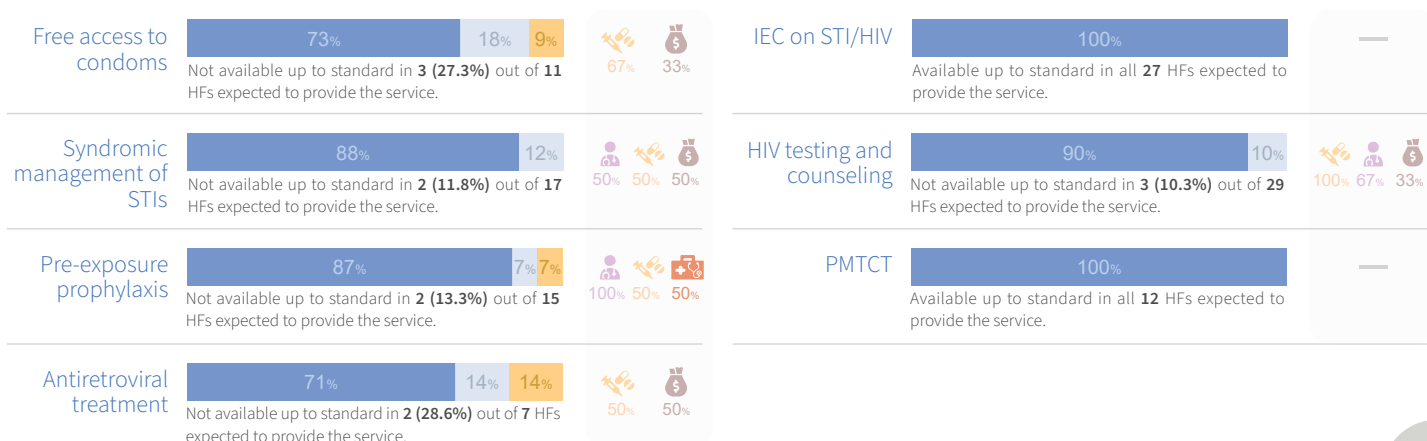 Free access to
condoms
73%
18%
9%
Not available up to standard in 3 (27.3%) out of 11
HFs expected to provide the service.
67%
33%
Syndromic
management of
STIs
88%
12%
Not available up to standard in 2 (11.8%) out of 17
HFs expected to provide the service.
50%
50%
50%
Pre-exposure
prophylaxis
87%
7%
7%
Not available up to standard in 2 (13.3%) out of 15
HFs expected to provide the service.
100%
50%
50%
Antiretroviral
treatment
71%
14%
14%
Not available up to standard in 2 (28.6%) out of 7 HFs
expected to provide the service.
50%
50%
IEC on STI/HIV
100%
Available up to standard in all 27 HFs expected to
provide the service.
HIV testing and
counseling
90%
10%
Not available up to standard in 3 (10.3%) out of 29
HFs expected to provide the service.
100%
67%
33%
PMTCT
100%
Available up to standard in all 12 HFs expected to
provide the service.